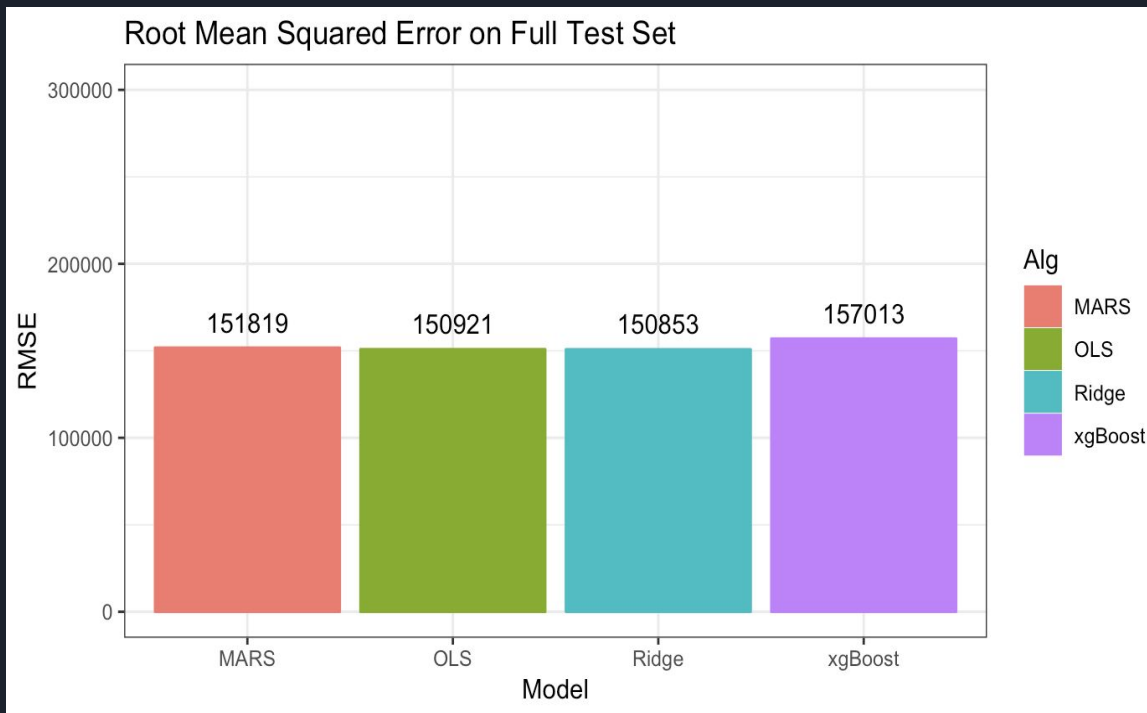 Root Mean Squared Error on Full Test Set
300000
200000
100000
0
RMSE
151819
150921
150853
157013
MARS
OLS
Ridge
xgBoost
Model
Alg
MARS
OLS
Ridge
xgBoost